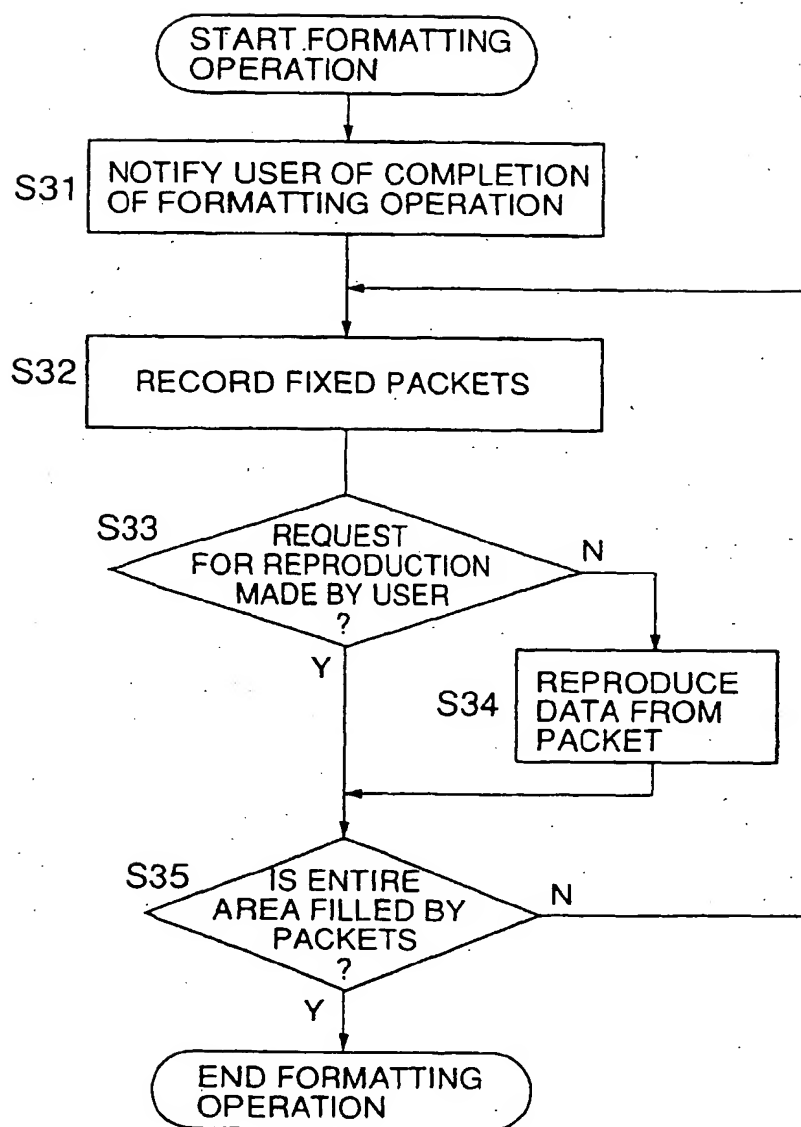 START FORMATTING
OPERATION
S31
NOTIFY USER OF COMPLETION
OF FORMATTING OPERATION
S32
RECORD FIXED PACKETS
S33
REQUEST
FOR REPRODUCTION
MADE BY USER
?
N
Y
S34
REPRODUCE
DATA FROM
PACKET
S35
IS ENTIRE
AREA FILLED BY
PACKETS
?
N
Y
END FORMATTING
OPERATION